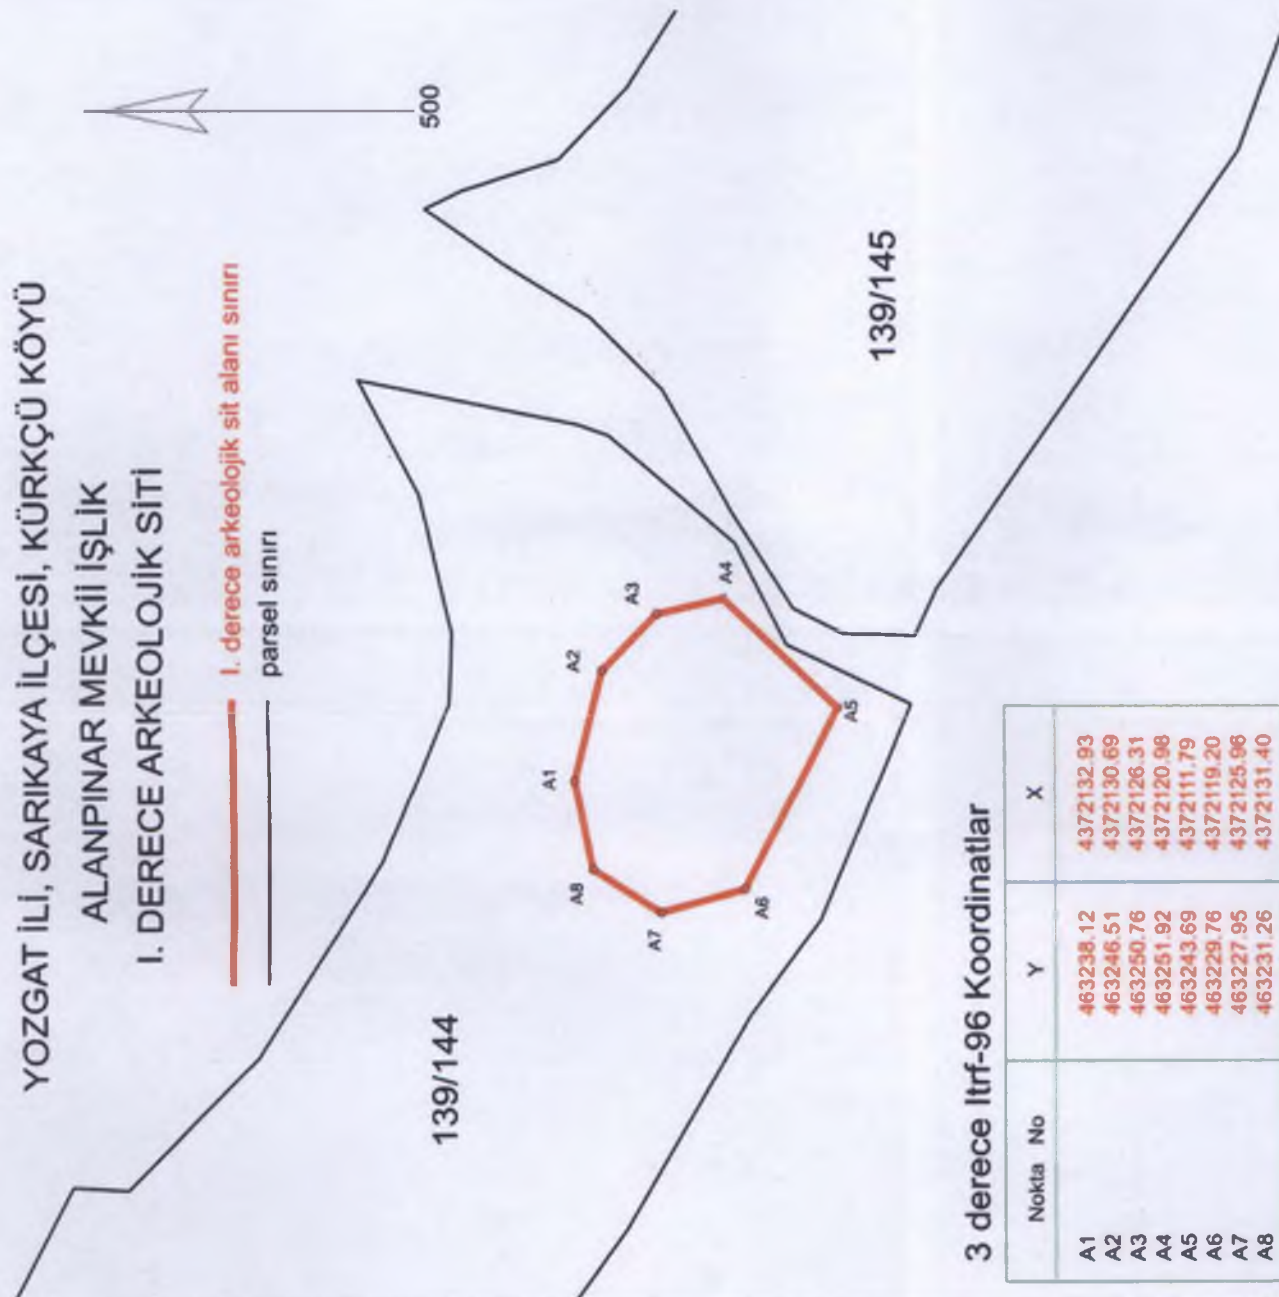 YOZGAT İLİ, SARIKAYA İLÇESİ, KÜRKÇÜ KÖYÜ
ALANPINAR MEVKİİ İŞLİK
I. DERECE ARKEOLOJİK SİTİ
I. derece arkeolojik sit alanı sınırı
parsel sınırı
500
139/144
139/145
A1
A2
A3
A4
A5
A6
A7
A8
3 derece Itrf-96 Koordinatlar
Nokta No Y X
A1 463238.12 4372132.93
A2 463246.51 4372130.69
A3 463250.76 4372126.31
A4 463251.92 4372120.98
A5 463243.69 4372111.79
A6 463229.76 4372119.20
A7 463227.95 4372125.96
A8 463231.26 4372131.40